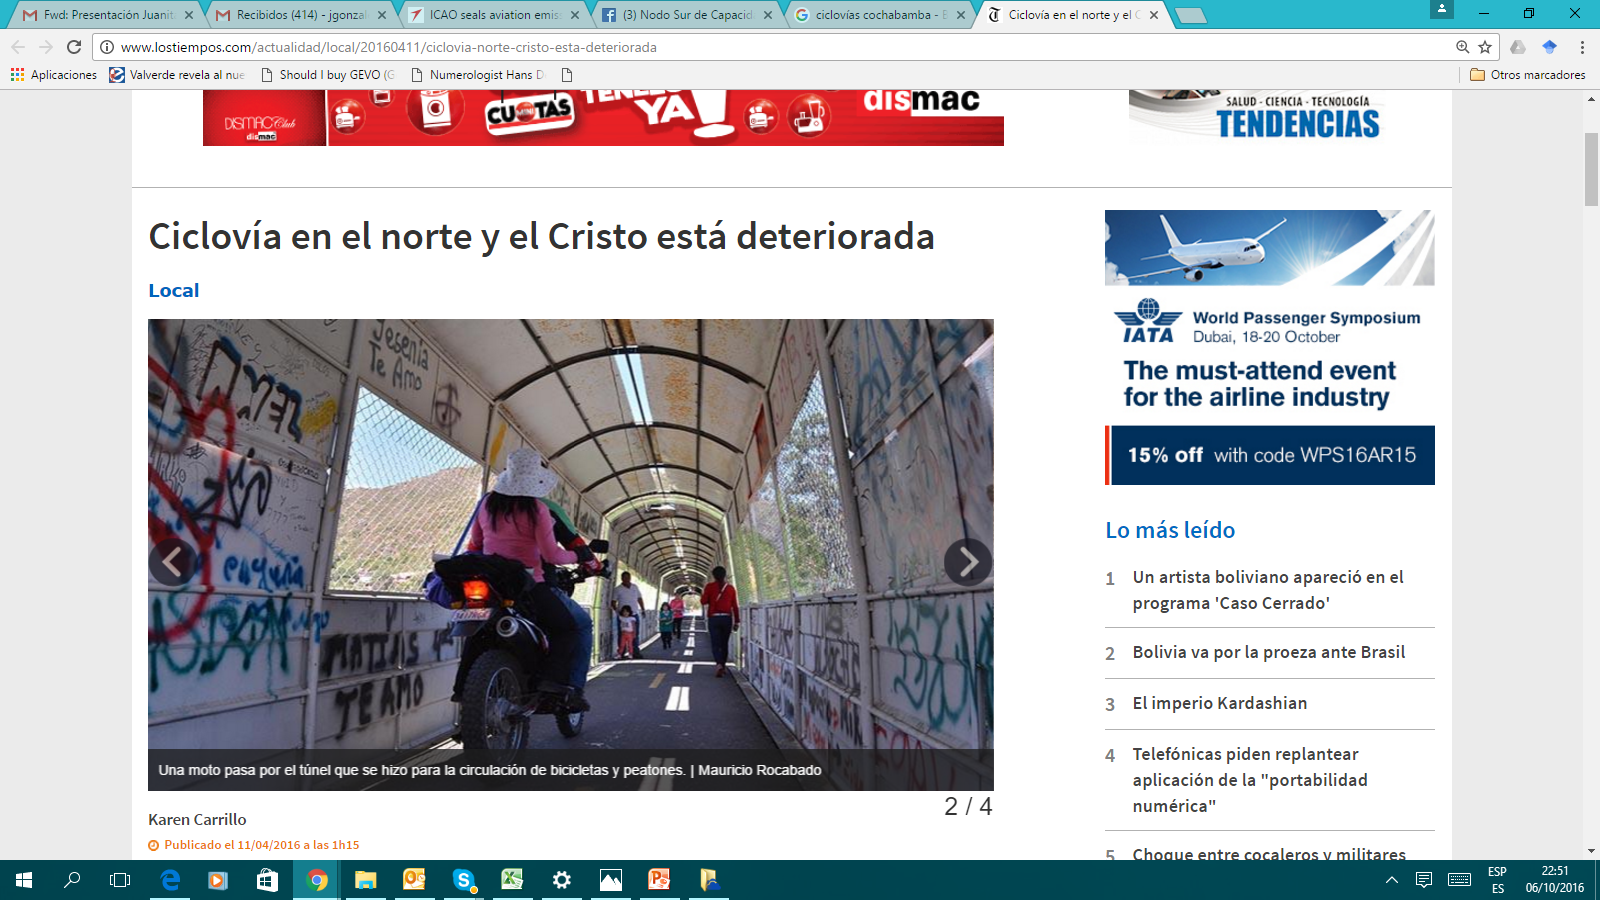 Fwd: Presentación Juanit
Recibidos (414) - jgonzal
ICAO seals aviation emis
(3) Nodo Sur de Capacid
ciclovías cochabamba - B
Ciclovía en el norte y el C
www.lostiempos.com/actualidad/local/20160411/ciclovia-norte-cristo-esta-deteriorada
Aplicaciones
Valverde revela al nue
Should I buy GEVO (G
Numerologist Hans D
Otros marcadores
DISMAC Club
dismac
CUOTAS
YA
dismac
SALUD - CIENCIA - TECNOLOGÍA
TENDENCIAS
Ciclovía en el norte y el Cristo está deteriorada
Local
Jesenia
Te Amo
MATIAS
TE AMO
Una moto pasa por el túnel que se hizo para la circulación de bicicletas y peatones. | Mauricio Rocabado
2 / 4
Karen Carrillo
Publicado el 11/04/2016 a las 1h15
IATA
World Passenger Symposium
Dubai, 18-20 October
The must-attend event
for the airline industry
15% off with code WPS16AR15
Lo más leído
1 Un artista boliviano apareció en el
programa 'Caso Cerrado'
2 Bolivia va por la proeza ante Brasil
3 El imperio Kardashian
4 Telefónicas piden replantear
aplicación de la "portabilidad
numérica"
5 Choque entre cocaleros y militares
ESP
ES
22:51
06/10/2016